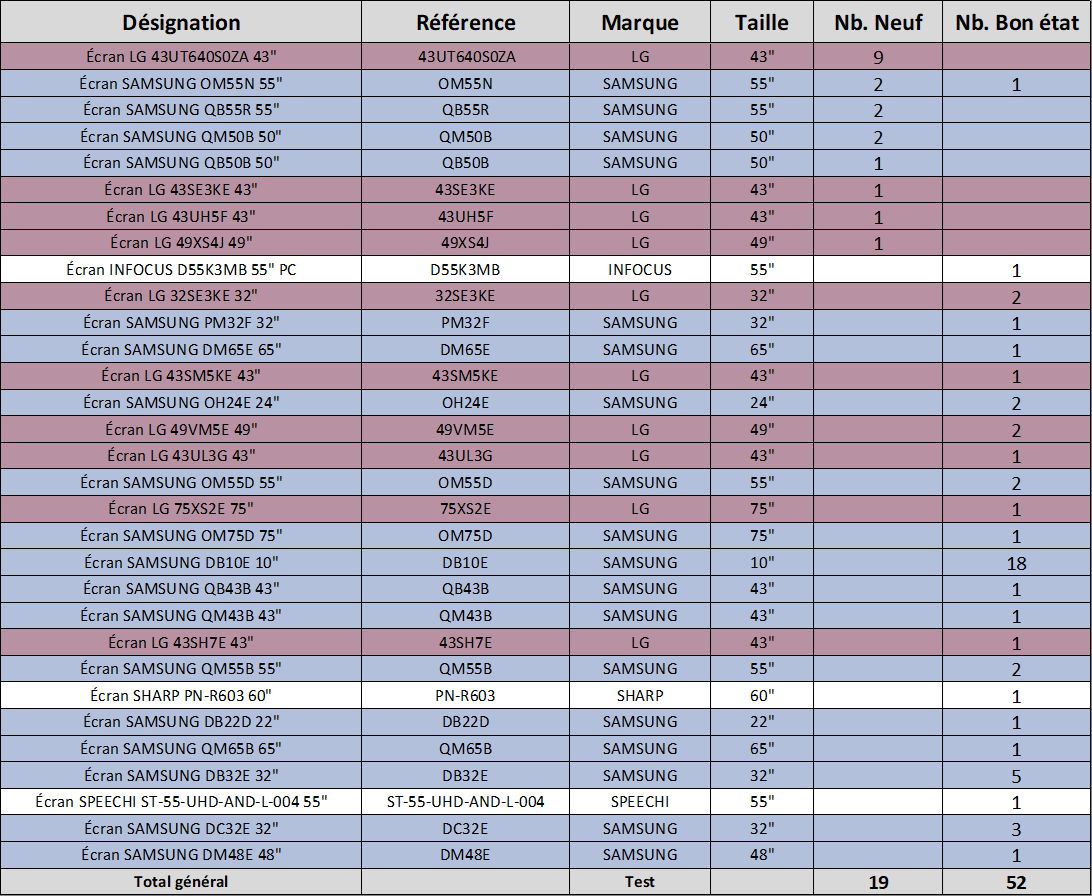 Désignation Référence Marque Taille Nb. Neuf Nb. Bon état
Écran LG 43UT640S0ZA 43" 43UT640S0ZA LG 43" 9
Écran SAMSUNG OM55N 55" OM55N SAMSUNG 55" 2 1
Écran SAMSUNG QB55R 55" QB55R SAMSUNG 55" 2
Écran SAMSUNG QM50B 50" QM50B SAMSUNG 50" 2
Écran SAMSUNG QB50B 50" QB50B SAMSUNG 50" 1
Écran LG 43SE3KE 43" 43SE3KE LG 43" 1
Écran LG 43UH5F 43" 43UH5F LG 43" 1
Écran LG 49XS4J 49" 49XS4J LG 49" 1
Écran INFOCUS D55K3MB 55" PC D55K3MB INFOCUS 55" 1
Écran LG 32SE3KE 32" 32SE3KE LG 32" 2
Écran SAMSUNG PM32F 32" PM32F SAMSUNG 32" 1
Écran SAMSUNG DM65E 65" DM65E SAMSUNG 65" 1
Écran LG 43SM5KE 43" 43SM5KE LG 43" 1
Écran SAMSUNG OH24E 24" OH24E SAMSUNG 24" 2
Écran LG 49VM5E 49" 49VM5E LG 49" 2
Écran LG 43UL3G 43" 43UL3G LG 43" 1
Écran SAMSUNG OM55D 55" OM55D SAMSUNG 55" 2
Écran LG 75XS2E 75" 75XS2E LG 75" 1
Écran SAMSUNG OM75D 75" OM75D SAMSUNG 75" 1
Écran SAMSUNG DB10E 10" DB10E SAMSUNG 10" 18
Écran SAMSUNG QB43B 43" QB43B SAMSUNG 43" 1
Écran SAMSUNG QM43B 43" QM43B SAMSUNG 43" 1
Écran LG 43SH7E 43" 43SH7E LG 43" 1
Écran SAMSUNG QM55B 55" QM55B SAMSUNG 55" 2
Écran SHARP PN-R603 60" PN-R603 SHARP 60" 1
Écran SAMSUNG DB22D 22" DB22D SAMSUNG 22" 1
Écran SAMSUNG QM65B 65" QM65B SAMSUNG 65" 1
Écran SAMSUNG DB32E 32" DB32E SAMSUNG 32" 5
Écran SPEECHI ST-55-UHD-AND-L-004 55" ST-55-UHD-AND-L-004 SPEECHI 55" 1
Écran SAMSUNG DC32E 32" DC32E SAMSUNG 32" 3
Écran SAMSUNG DM48E 48" DM48E SAMSUNG 48" 1
Total général Test 19 52